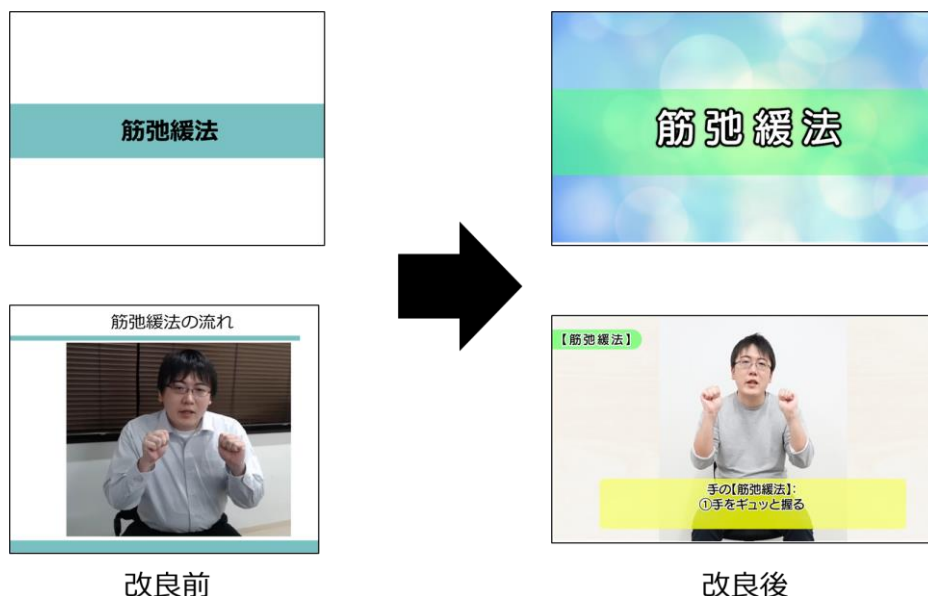 筋弛緩法
筋弛緩法
筋弛緩法の流れ
【筋弛緩法】
手の【筋弛緩法】:
①手をギュッと握る
改良前
改良後